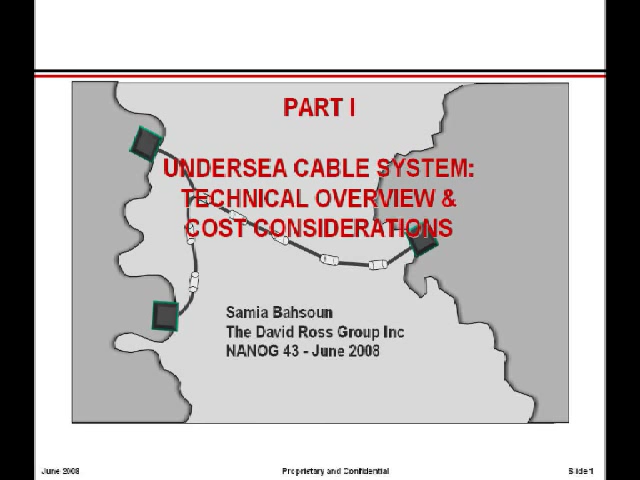 PART I
UNDERSEA CABLE SYSTEM:
TECHNICAL OVERVIEW &
COST CONSIDERATIONS
Samia Bahsoun
The David Ross Group Inc
NANOG 43 - June 2008
June 2008 Proprietary and Confidential Slide 1